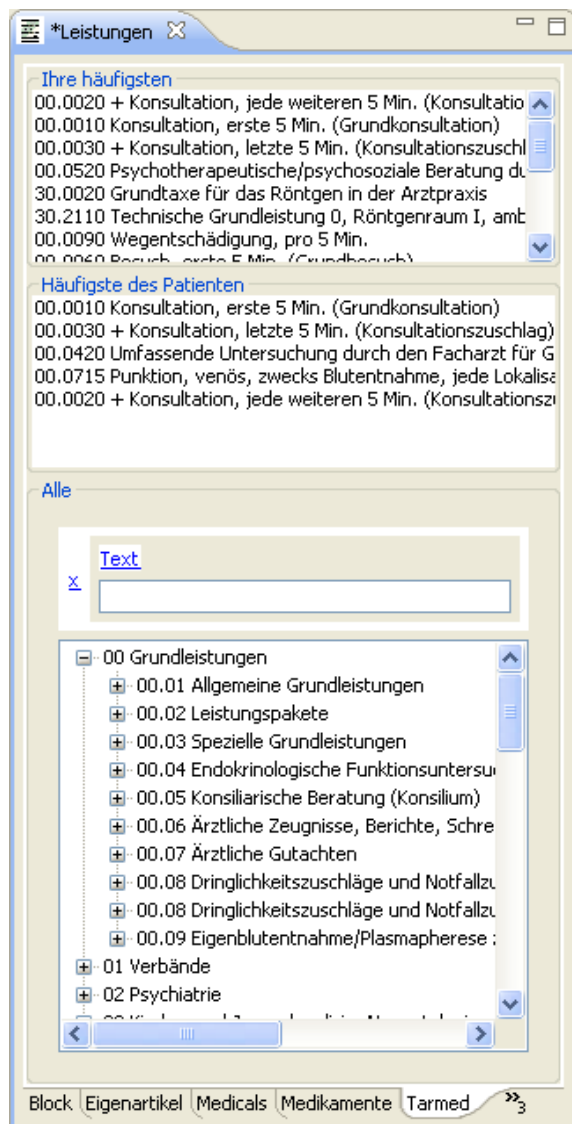 *Leistungen
Ihre häufigsten
00.0020 + Konsultation, jede weiteren 5 Min. (Konsultatio
00.0010 Konsultation, erste 5 Min. (Grundkonsultation)
00.0030 + Konsultation, letzte 5 Min. (Konsultationszuschl
00.0520 Psychotherapeutische/psychosoziale Beratung du
30.0020 Grundtaxe für das Röntgen in der Arztpraxis
30.2110 Technische Grundleistung 0, Röntgenraum I, amb
00.0090 Wegentschädigung, pro 5 Min.
00.0060 Besuch, erste 5 Min. (Grundbesuch)
Häufigste des Patienten
00.0010 Konsultation, erste 5 Min. (Grundkonsultation)
00.0030 + Konsultation, letzte 5 Min. (Konsultationszuschlag)
00.0420 Umfassende Untersuchung durch den Facharzt für G
00.0715 Punktion, venös, zwecks Blutentnahme, jede Lokalisa
00.0020 + Konsultation, jede weiteren 5 Min. (Konsultationszu
Alle
Text
x
00 Grundleistungen
00.01 Allgemeine Grundleistungen
00.02 Leistungspakete
00.03 Spezielle Grundleistungen
00.04 Endokrinologische Funktionsuntersu
00.05 Konsiliarische Beratung (Konsilium)
00.06 Ärztliche Zeugnisse, Berichte, Schre
00.07 Ärztliche Gutachten
00.08 Dringlichkeitszuschläge und Notfallzu
00.08 Dringlichkeitszuschläge und Notfallzu
00.09 Eigenblutentnahme/Plasmapherese :
01 Verbände
02 Psychiatrie
Block Eigenartikel Medicals Medikamente Tarmed »3